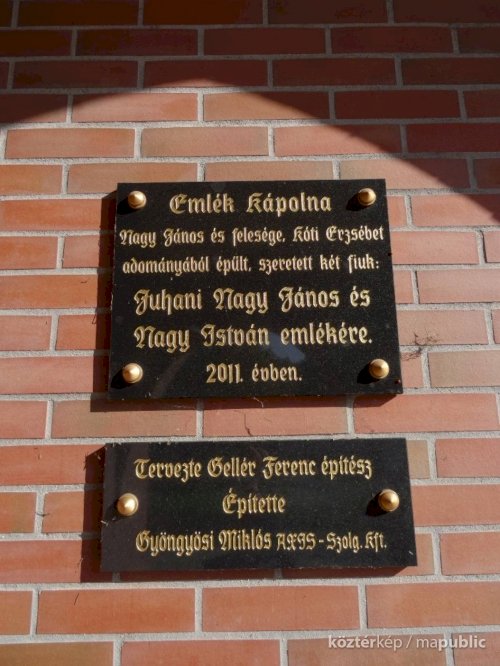 Emlék Kápolna
Nagy János és felesége, Kóti Erzsébet
adományából épült, szeretett két fiuk:
Juhani Nagy János és
Nagy István emlékére.
2011. évben.
Tervezte Gellér Ferenc építész
Építette
Gyöngyösi Miklós AXIS - Szolg. Kft.
köztérkép / mapublic